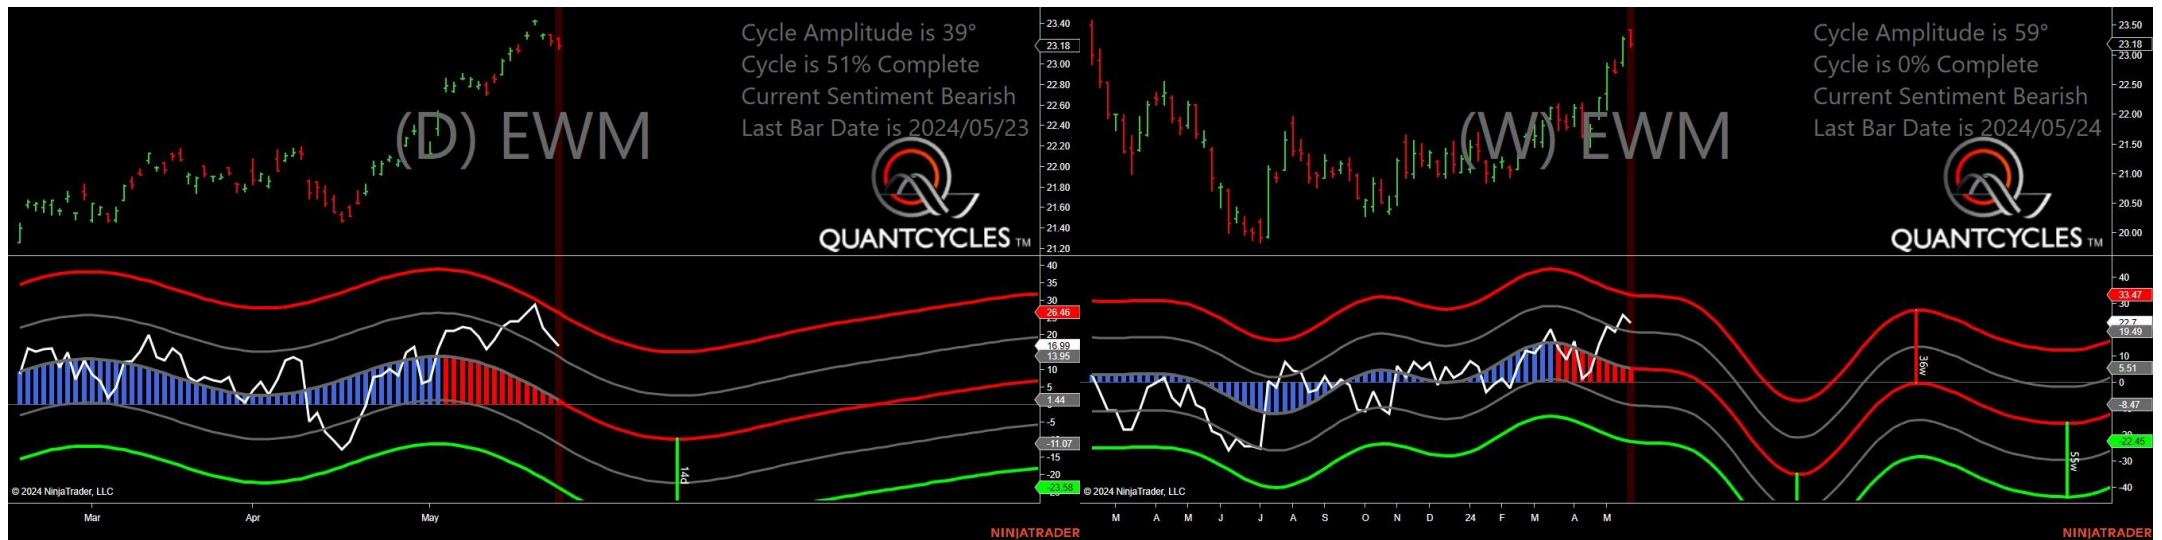 Cycle Amplitude is 39°
Cycle is 51% Complete
Current Sentiment Bearish
Last Bar Date is 2024/05/23
(D) EWM
QUANTCYCLES TM
23.40
23.18
23.00
22.80
22.60
22.40
22.20
22.00
21.80
21.60
21.40
21.20
40
35
30
26.46
20
16.99
13.95
10
5
1.44
-5
-11.07
-15
-20
-23.58
14d
© 2024 NinjaTrader, LLC
Mar Apr May
NINJATRADER
Cycle Amplitude is 59°
Cycle is 0% Complete
Current Sentiment Bearish
Last Bar Date is 2024/05/24
(W) EWM
QUANTCYCLES TM
23.50
23.18
23.00
22.50
22.00
21.50
21.00
20.50
20.00
40
33.47
30
22.7
19.49
10
5.51
0
-8.47
-22.45
-30
-40
36w
55w
© 2024 NinjaTrader, LLC
M A M J J A S O N D 24 F M A M
NINJATRADER